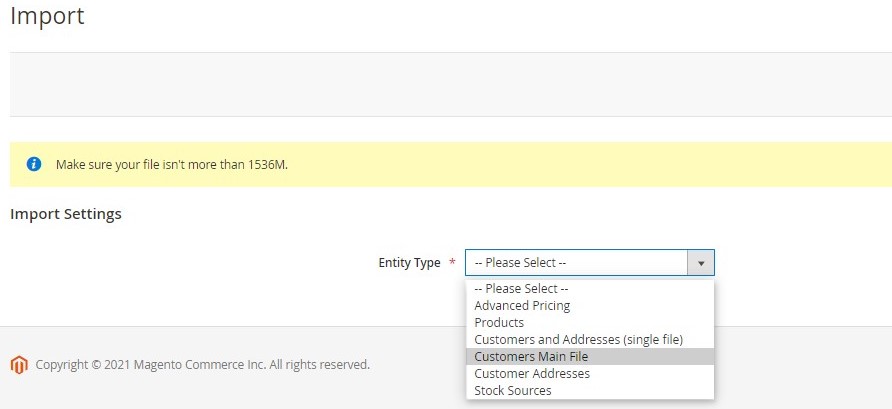 Import
Make sure your file isn't more than 1536M.
Import Settings
Entity Type *
-- Please Select --
-- Please Select --
Advanced Pricing
Products
Customers and Addresses (single file)
Customers Main File
Customer Addresses
Stock Sources
Copyright © 2021 Magento Commerce Inc. All rights reserved.